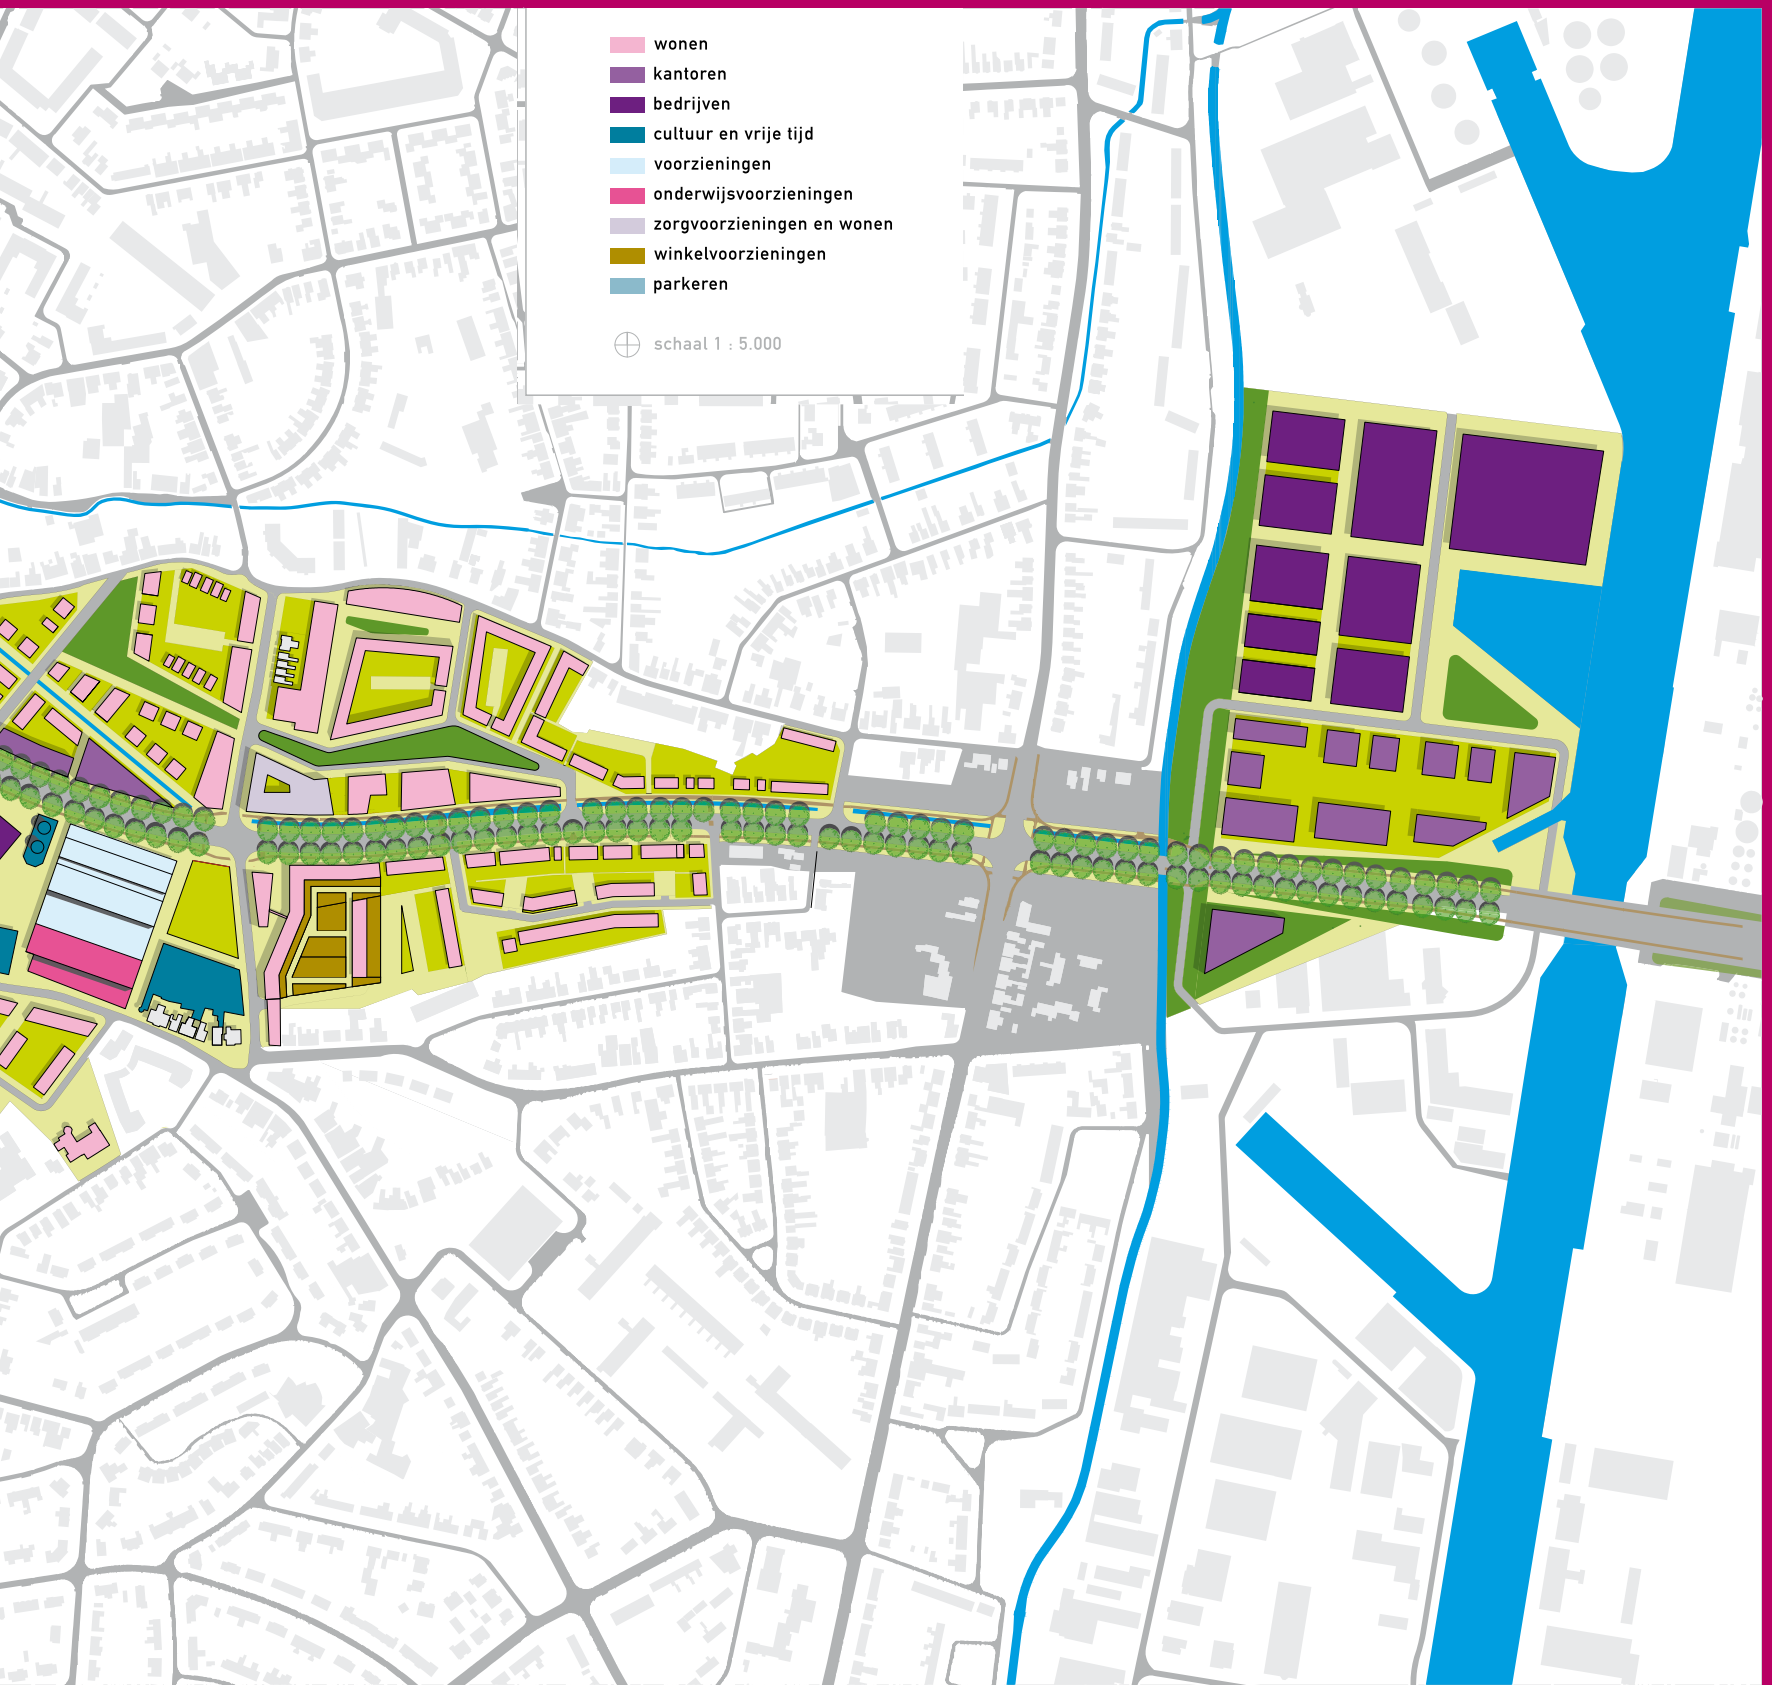 wonen
kantoren
bedrijven
cultuur en vrije tijd
voorzieningen
onderwijsvoorzieningen
zorgvoorzieningen en wonen
winkelvoorzieningen
parkeren
schaal 1 : 5.000